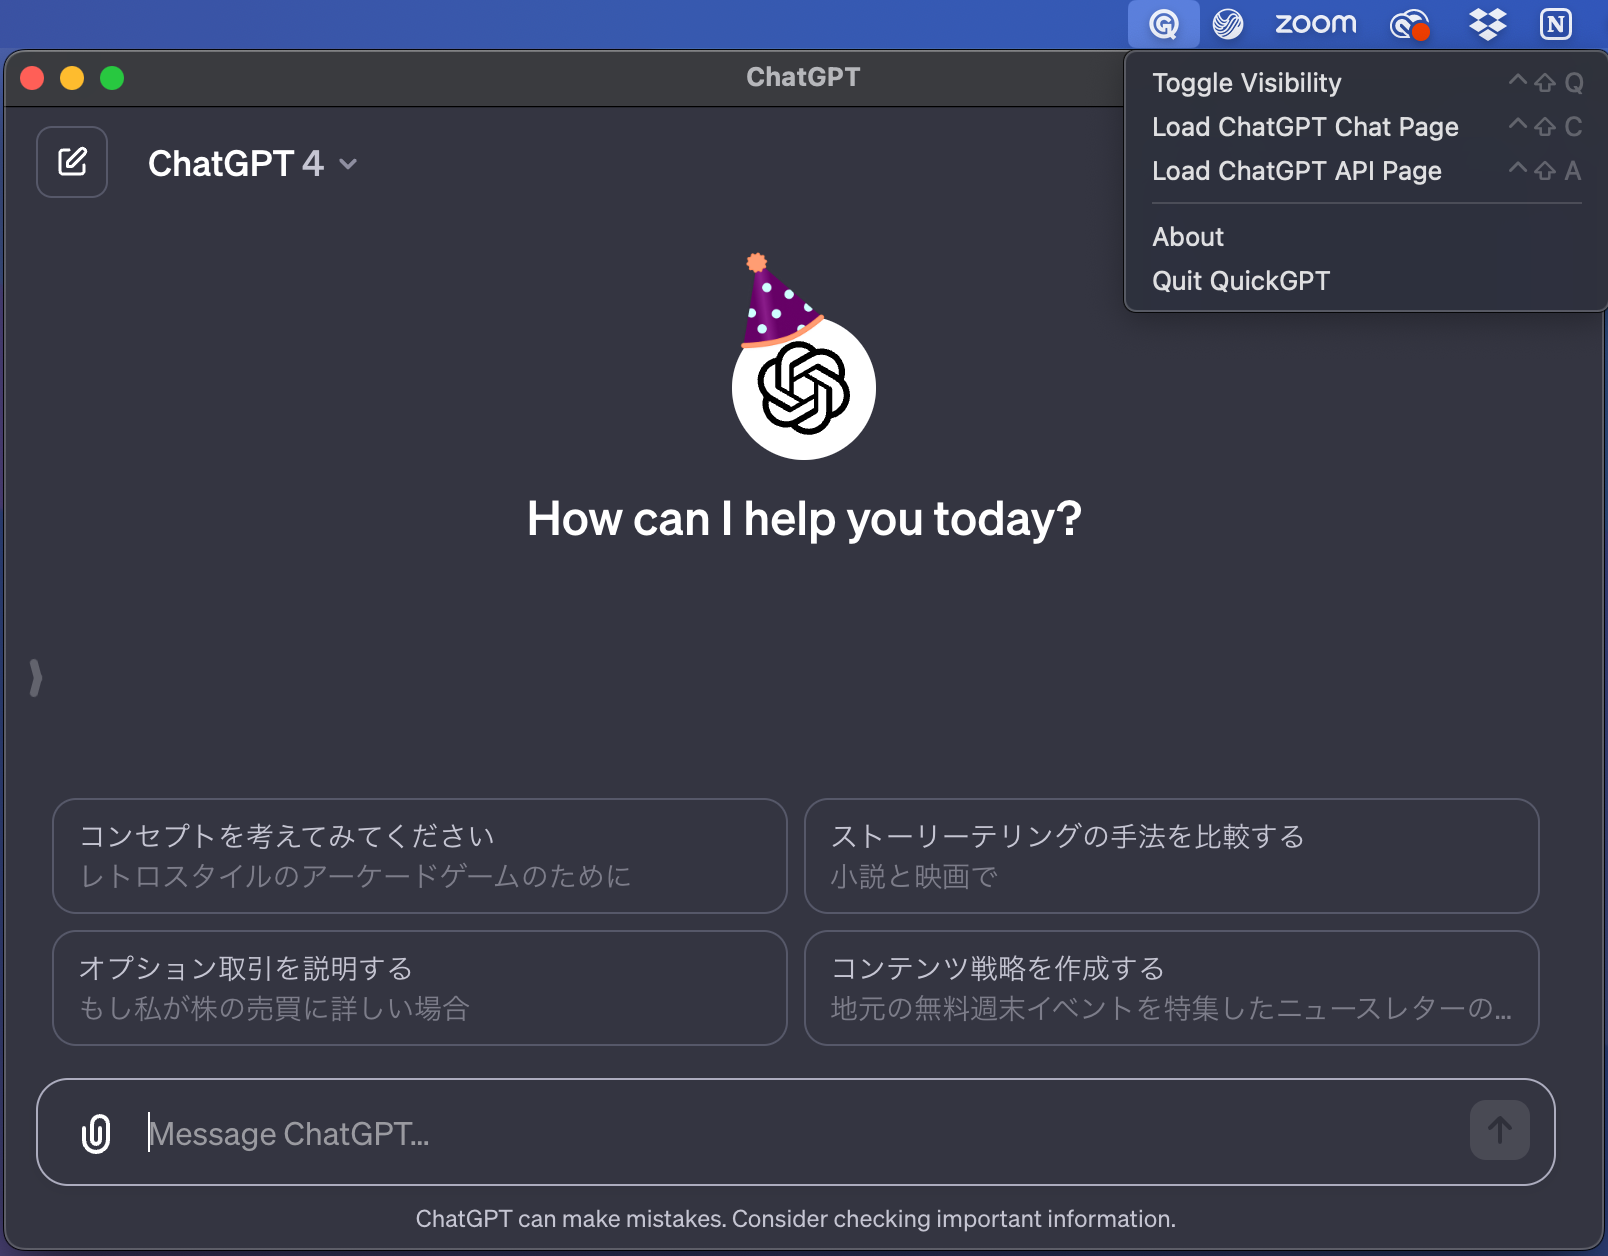 zoom
N
ChatGPT
Toggle Visibility ^⇧ Q
Load ChatGPT Chat Page ^⇧ C
Load ChatGPT API Page ^⇧ A
About
Quit QuickGPT
ChatGPT 4
How can I help you today?
コンセプトを考えてみてください
レトロスタイルのアーケードゲームのために
ストーリーテリングの手法を比較する
小説と映画で
オプション取引を説明する
もし私が株の売買に詳しい場合
コンテンツ戦略を作成する
地元の無料週末イベントを特集したニュースレターの...
Message ChatGPT...
ChatGPT can make mistakes. Consider checking important information.